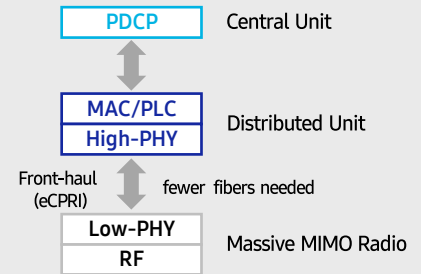 PDCP Central Unit
MAC/PLC
High-PHY
Distributed Unit
Front-haul
(eCPRI)
fewer fibers needed
Low-PHY
RF
Massive MIMO Radio